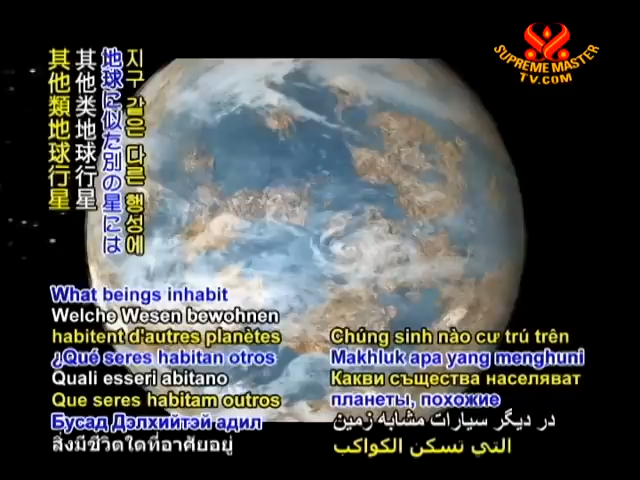 SUPREME MASTER
TV.COM
其他類地球行星
其他类地球行星
地球に似た別の星には
지구 같은 다른 행성에
What beings inhabit
Welche Wesen bewohnen
habitent d'autres planètes
¿Qué seres habitan otros
Quali esseri abitano
Que seres habitam outros
Бусад Дэлхийтэй адил
สิ่งมีชีวิตใดที่อาศัยอยู่
Chúng sinh nào cư trú trên
Makhluk apa yang menghuni
Какви същества населяват
планеты, похожие
در دیگر سیارات مشابه زمین
التي تسكن الكواكب